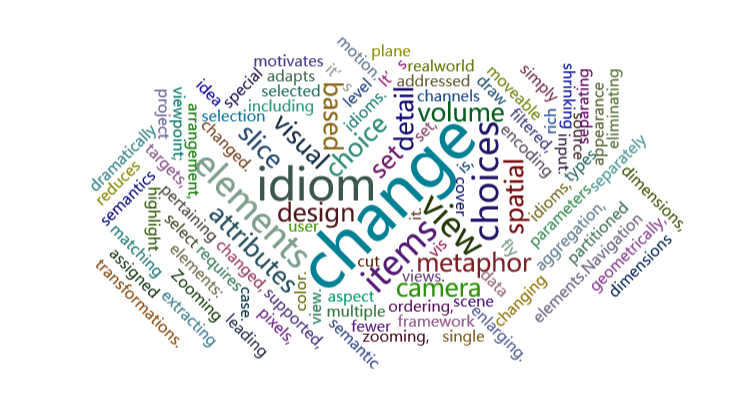 motivates
motion.
plane
it's
It's
realworld
adapts
special
idea
selected
level
addressed
moveable
simply
shrinking
source
separating
appearance
eliminating
project
viewpoint;
arrangement,
including
selection
based
idioms.
detail
channels
draw
filtered,
rich
input.
changed.
slice
visual
choice
set
set,
volume
encoding
dramatically
reduces
targets,
elements
idiom
change
choices
is,
cover
spatial
idioms,
types
separately
semantics
highlight
pertaining
attributes
design
user
items
view
it.
vis
fly
parameters
dimensions,
matching
select
requires
changed,
cut
metaphor
data
aggregation,
partitioned
geometrically,
assigned
elements.
Zooming
case.
supported,
color.
view.
views.
camera
changing
elements.Navigation
dimensions
transformations.
extracting
leading
pixels,
aspect
multiple
ordering,
scene
semantic
fewer
framework
zooming,
single
enlarging.